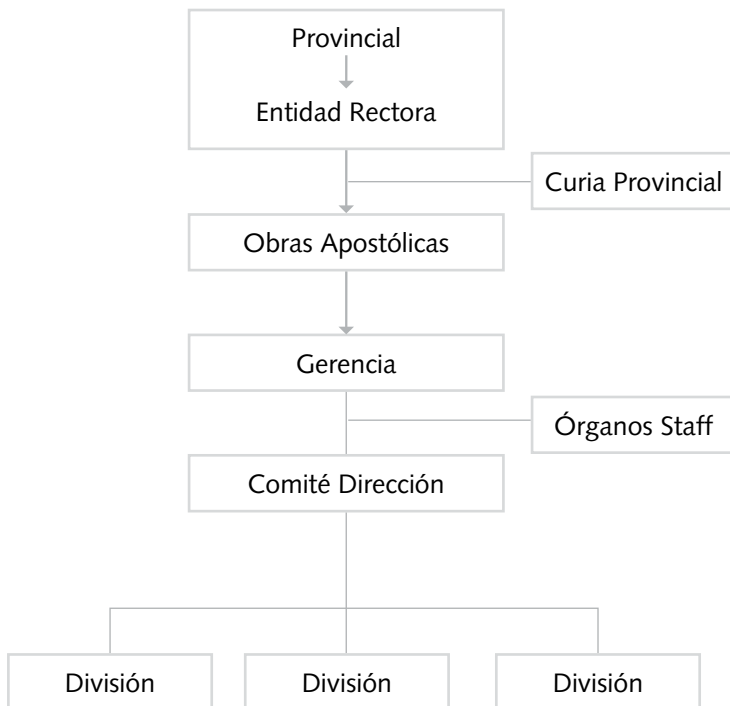 Provincial
Entidad Rectora
Curia Provincial
Obras Apostólicas
Gerencia
Órganos Staff
Comité Dirección
División
División
División